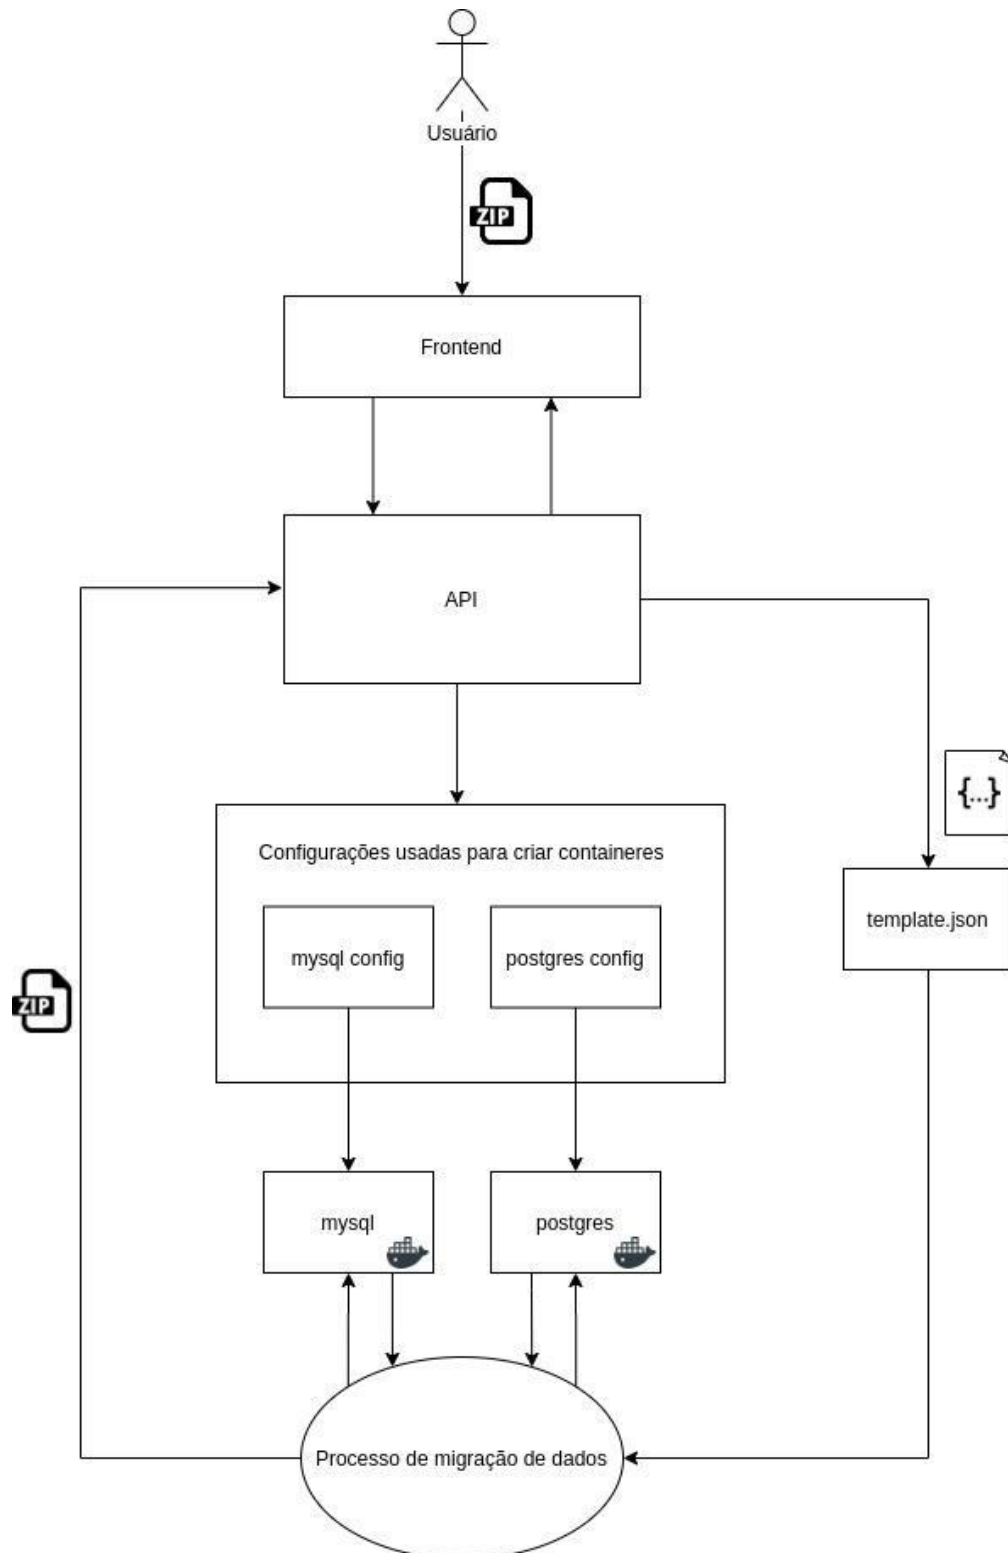 Usuário
ZIP
Frontend
API
{...}
Configurações usadas para criar containeres
mysql config
postgres config
template.json
ZIP
mysql
postgres
Processo de migração de dados